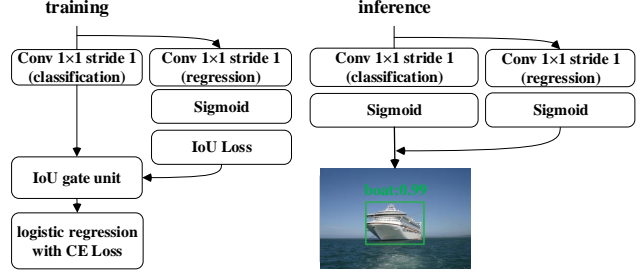 training
inference
Conv 1×1 stride 1
(classification)
Conv 1×1 stride 1
(regression)
Conv 1×1 stride 1
(classification)
Conv 1×1 stride 1
(regression)
Sigmoid
Sigmoid
Sigmoid
IoU Loss
IoU gate unit
boat:0.99
logistic regression
with CE Loss